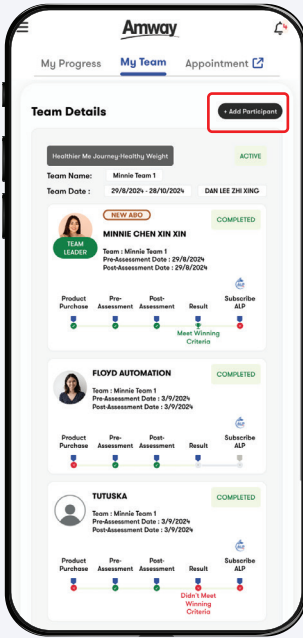 Amway
My Progress My Team Appointment
Team Details + Add Participant
Healthier Me Journey-Healthy Weight ACTIVE
Team Name: Minnie Team 1
Team Date : 29/8/2024 - 28/10/2024 DAN LEE ZHI XING
NEW ABO COMPLETED
MINNIE CHEN XIN XIN
TEAM LEADER
Team : Minnie Team 1
Pre-Assessment Date : 29/8/2024
Post-Assessment Date : 29/8/2024
Product Purchase Pre-Assessment Post-Assessment Result Subscribe ALP
Meet Winning Criteria
FLOYD AUTOMATION COMPLETED
Team : Minnie Team 1
Pre-Assessment Date : 3/9/2024
Post-Assessment Date : 3/9/2024
Product Purchase Pre-Assessment Post-Assessment Result Subscribe ALP
TUTUSKA COMPLETED
Team : Minnie Team 1
Pre-Assessment Date : 3/9/2024
Post-Assessment Date : 3/9/2024
Product Purchase Pre-Assessment Post-Assessment Result Subscribe ALP
Didn't Meet Winning Criteria